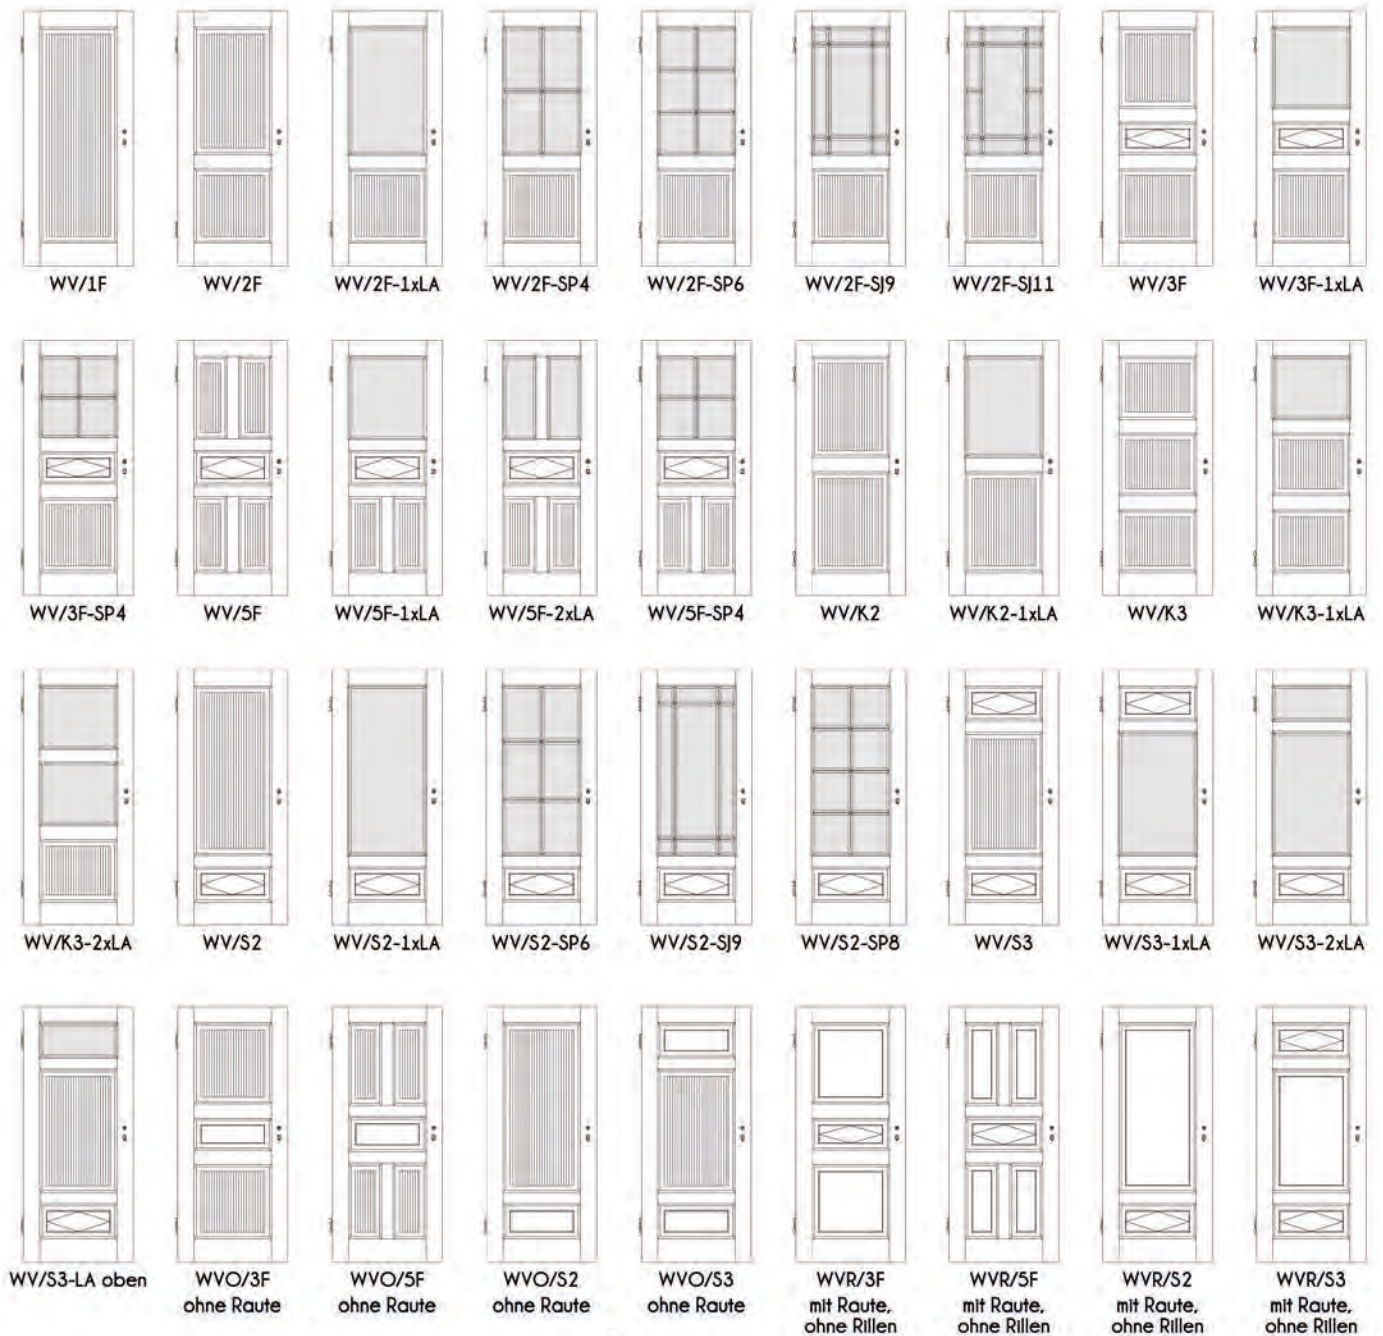 WV/1F
WV/2F
WV/2F-1xLA
WV/2F-SP4
WV/2F-SP6
WV/2F-SJ9
WV/2F-SJ11
WV/3F
WV/3F-1xLA
WV/3F-SP4
WV/5F
WV/5F-1xLA
WV/5F-2xLA
WV/5F-SP4
WV/K2
WV/K2-1xLA
WV/K3
WV/K3-1xLA
WV/K3-2xLA
WV/S2
WV/S2-1xLA
WV/S2-SP6
WV/S2-SJ9
WV/S2-SP8
WV/S3
WV/S3-1xLA
WV/S3-2xLA
WV/S3-LA oben
WVO/3F
ohne Raute
WVO/5F
ohne Raute
WVO/S2
ohne Raute
WVO/S3
ohne Raute
WVR/3F
mit Raute,
ohne Rillen
WVR/5F
mit Raute,
ohne Rillen
WVR/S2
mit Raute,
ohne Rillen
WVR/S3
mit Raute,
ohne Rillen